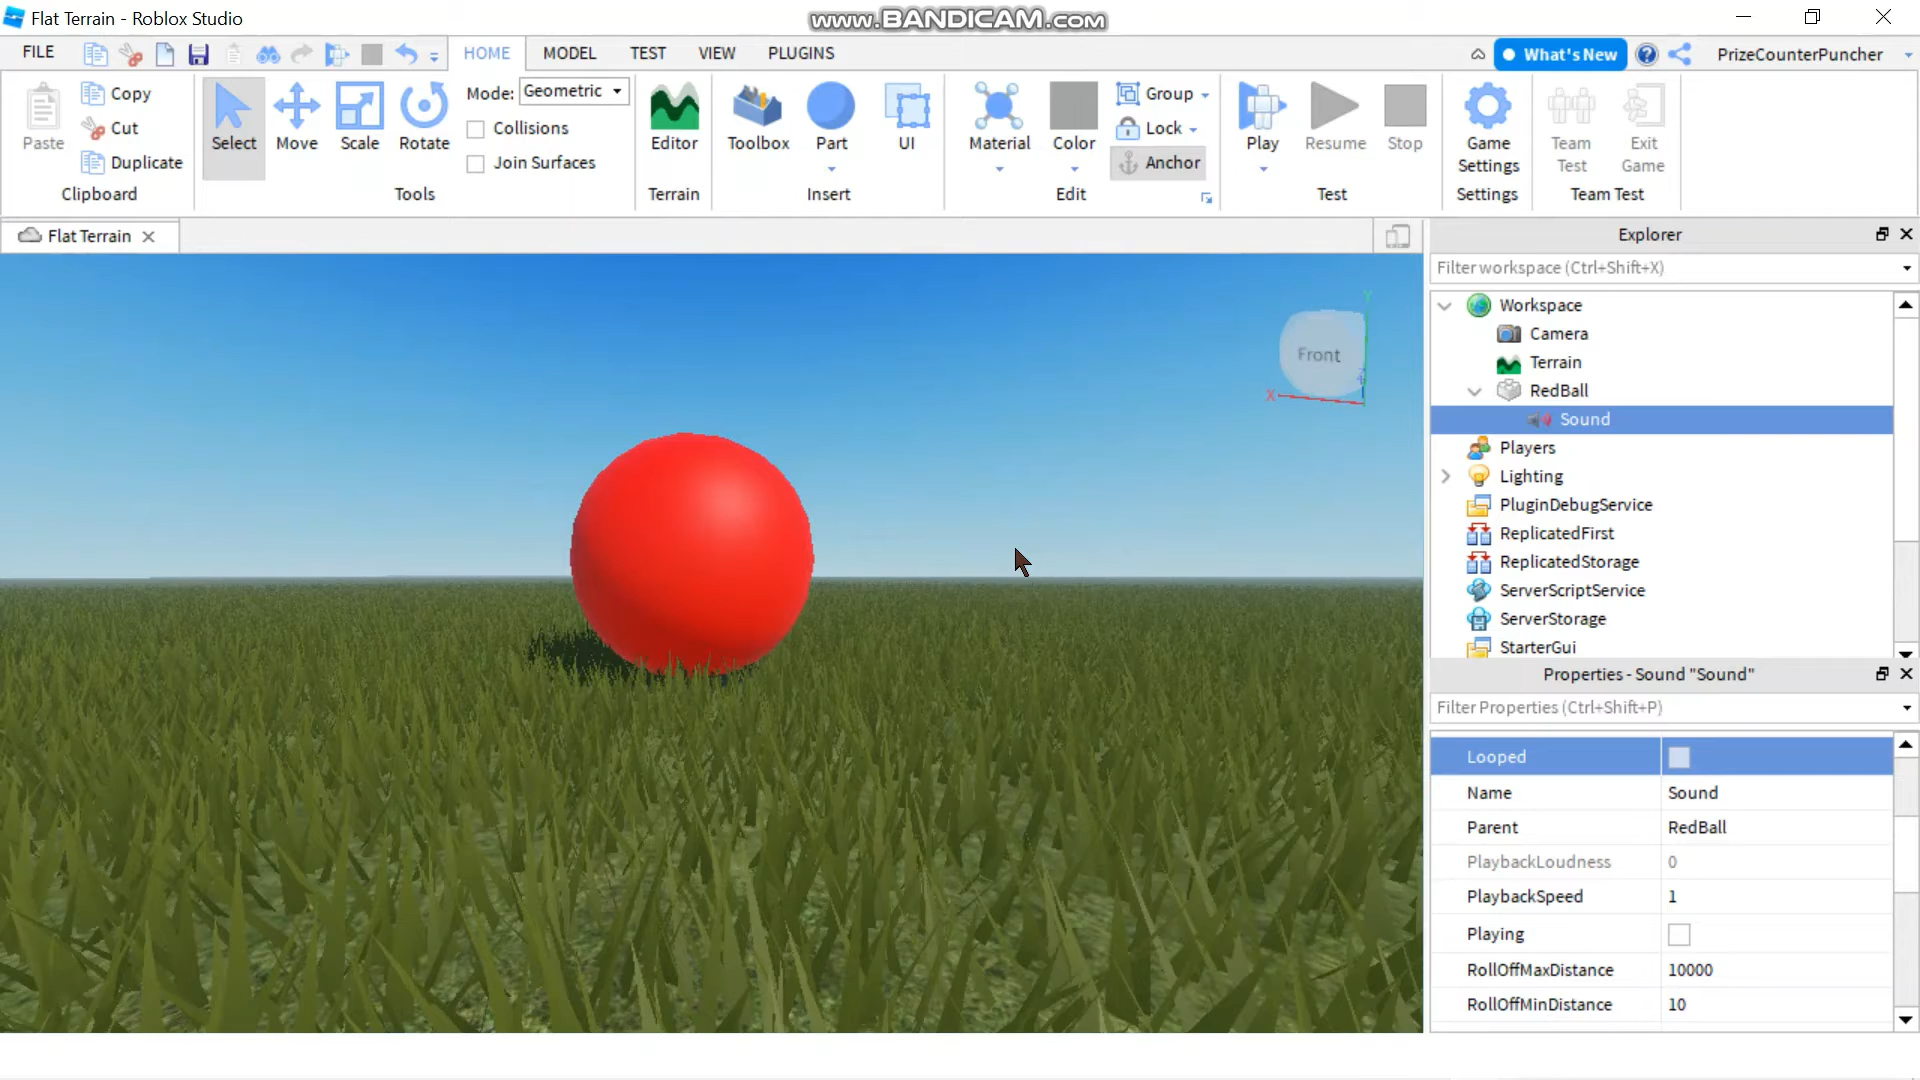 Flat Terrain - Roblox Studio
www.BANDICAM.com
FILE
HOME
MODEL
TEST
VIEW
PLUGINS
What's New
PrizeCounterPuncher
Paste
Copy
Cut
Duplicate
Clipboard
Select
Move
Scale
Rotate
Mode: Geometric
Collisions
Join Surfaces
Tools
Editor
Terrain
Toolbox
Part
UI
Insert
Material
Color
Group
Lock
Anchor
Edit
Play
Resume
Stop
Test
Game
Settings
Settings
Team
Test
Exit
Game
Team Test
Flat Terrain
Front
X
Y
Z
Explorer
Filter workspace (Ctrl+Shift+X)
Workspace
Camera
Terrain
RedBall
Sound
Players
Lighting
PluginDebugService
ReplicatedFirst
ReplicatedStorage
ServerScriptService
ServerStorage
StarterGui
Properties - Sound "Sound"
Filter Properties (Ctrl+Shift+P)
Looped
Name Sound
Parent RedBall
PlaybackLoudness 0
PlaybackSpeed 1
Playing
RollOffMaxDistance 10000
RollOffMinDistance 10